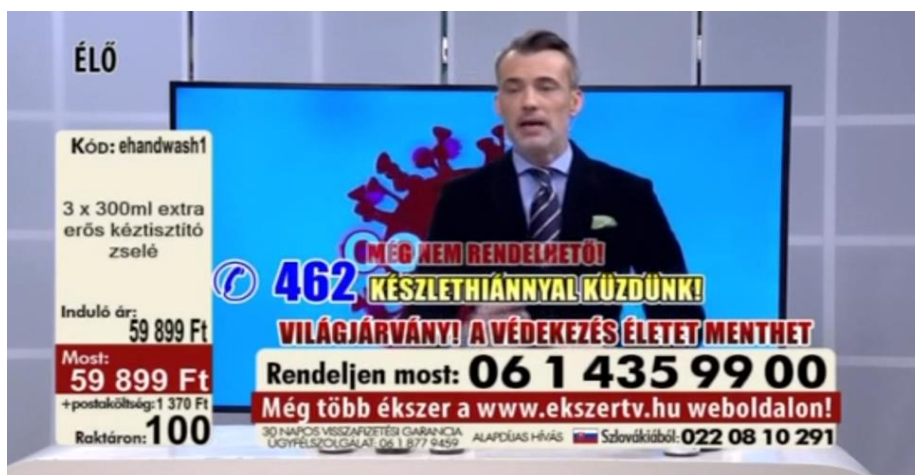 ÉLŐ
KÓD: ehandwash1
3 x 300ml extra
erős kéztisztító
zselé
Induló ár:
59 899 Ft
Most:
59 899 Ft
+postaköltség:1 370 Ft
Raktáron: 100
MÉG NEM RENDELHETŐ!
462 KÉSZLETHIÁNNYAL KÜZDÜNK!
VILÁGJÁRVÁNY! A VÉDEKEZÉS ÉLETET MENTHET
Rendeljen most: 06 1 435 99 00
Még több ékszer a www.ekszertv.hu weboldalon!
30 NAPOS VISSZAFIZETÉSI GARANCIA
ÜGYFÉLSZOLGÁLAT: 06 1 877 9459 ALAPDÍJAS HÍVÁS Szlovákiából: 022 08 10 291